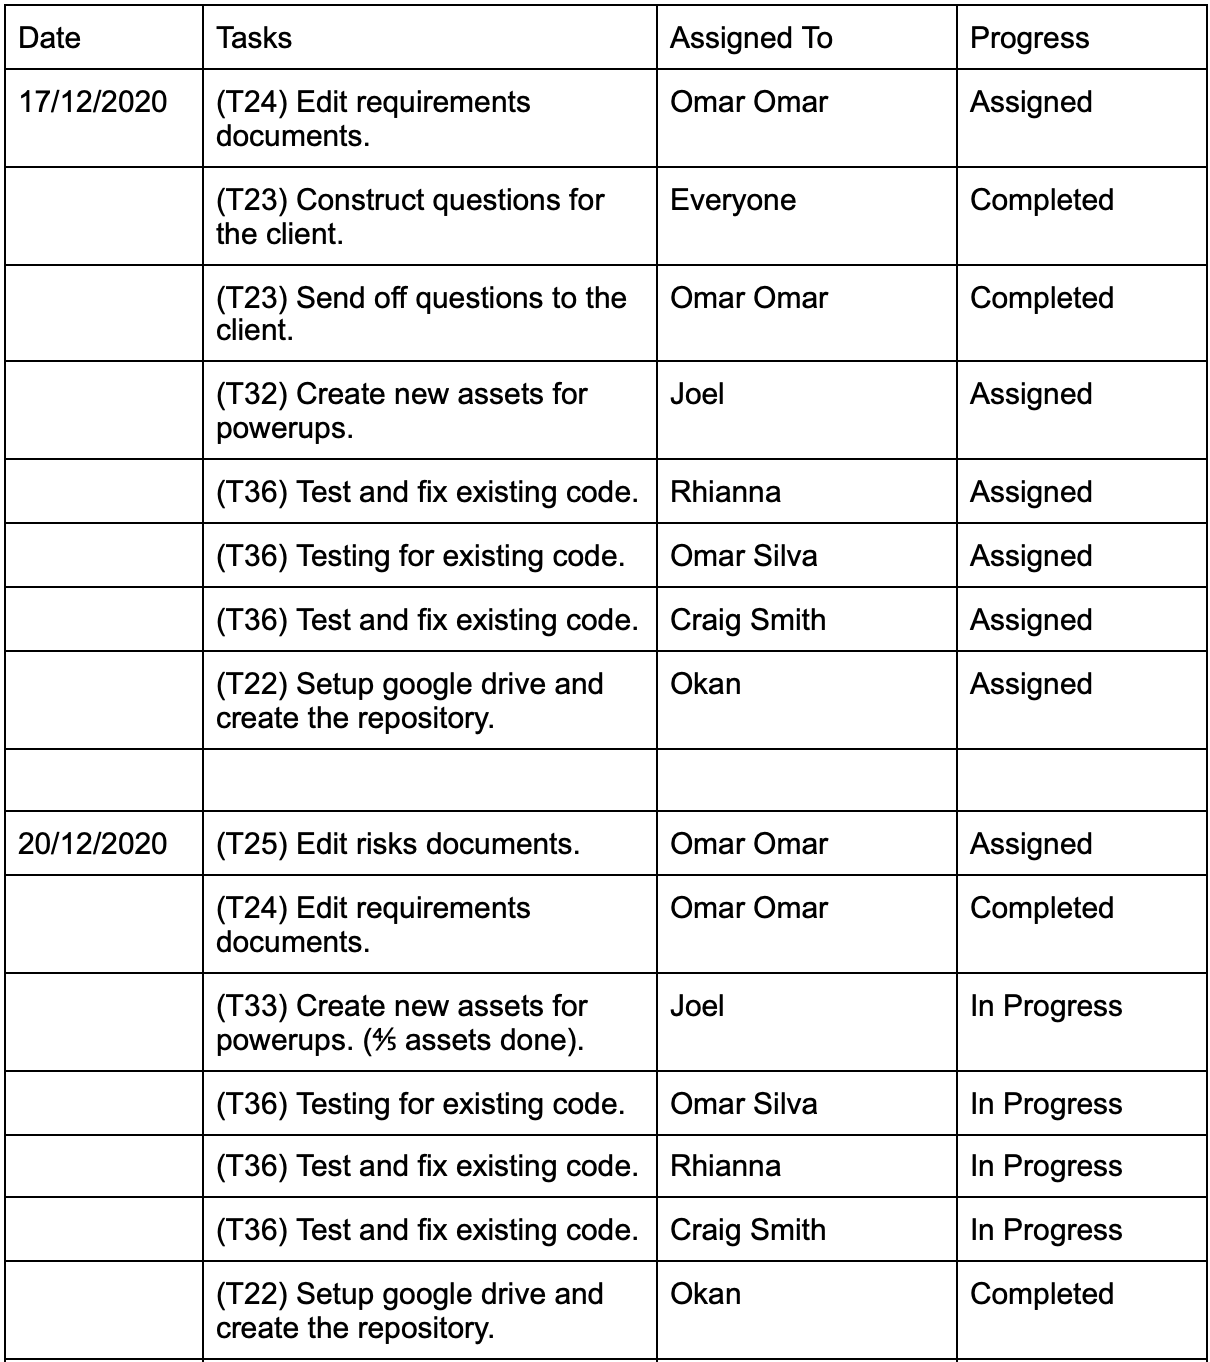 Date Tasks Assigned To Progress
17/12/2020 (T24) Edit requirements Omar Omar Assigned
documents.
(T23) Construct questions for Everyone Completed
the client.
(T23) Send off questions to the Omar Omar Completed
client.
(T32) Create new assets for Joel Assigned
powerups.
(T36) Test and fix existing code. Rhianna Assigned
(T36) Testing for existing code. Omar Silva Assigned
(T36) Test and fix existing code. Craig Smith Assigned
(T22) Setup google drive and Okan Assigned
create the repository.
20/12/2020 (T25) Edit risks documents. Omar Omar Assigned
(T24) Edit requirements Omar Omar Completed
documents.
(T33) Create new assets for Joel In Progress
powerups. (⅘ assets done).
(T36) Testing for existing code. Omar Silva In Progress
(T36) Test and fix existing code. Rhianna In Progress
(T36) Test and fix existing code. Craig Smith In Progress
(T22) Setup google drive and Okan Completed
create the repository.